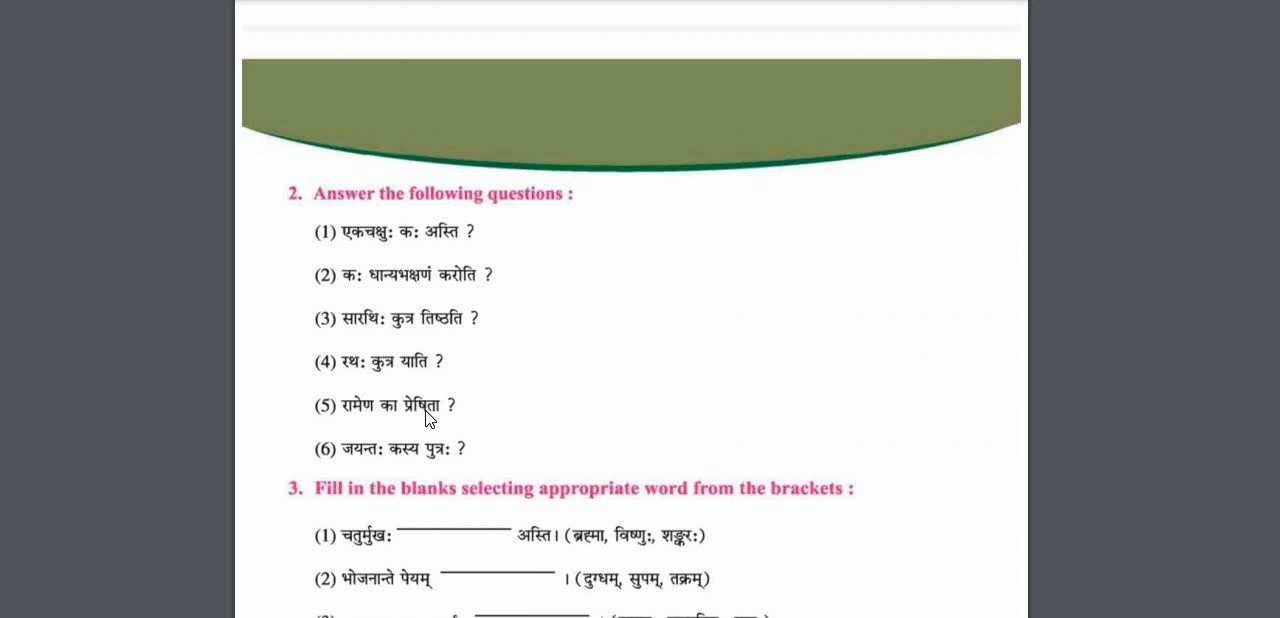 2. Answer the following questions :
(1) एकचक्षुः कः अस्ति ?
(2) कः धान्यभक्षणं करोति ?
(3) सारथिः कुत्र तिष्ठति ?
(4) रथः कुत्र याति ?
(5) रामेण का प्रेषिता ?
(6) जयन्तः कस्य पुत्रः ?
3. Fill in the blanks selecting appropriate word from the brackets :
(1) चतुर्मुखः __________ अस्ति। (ब्रह्मा, विष्णुः, शङ्करः)
(2) भोजनान्ते पेयम् __________ । (दुग्धम्, सुपम्, तक्रम्)